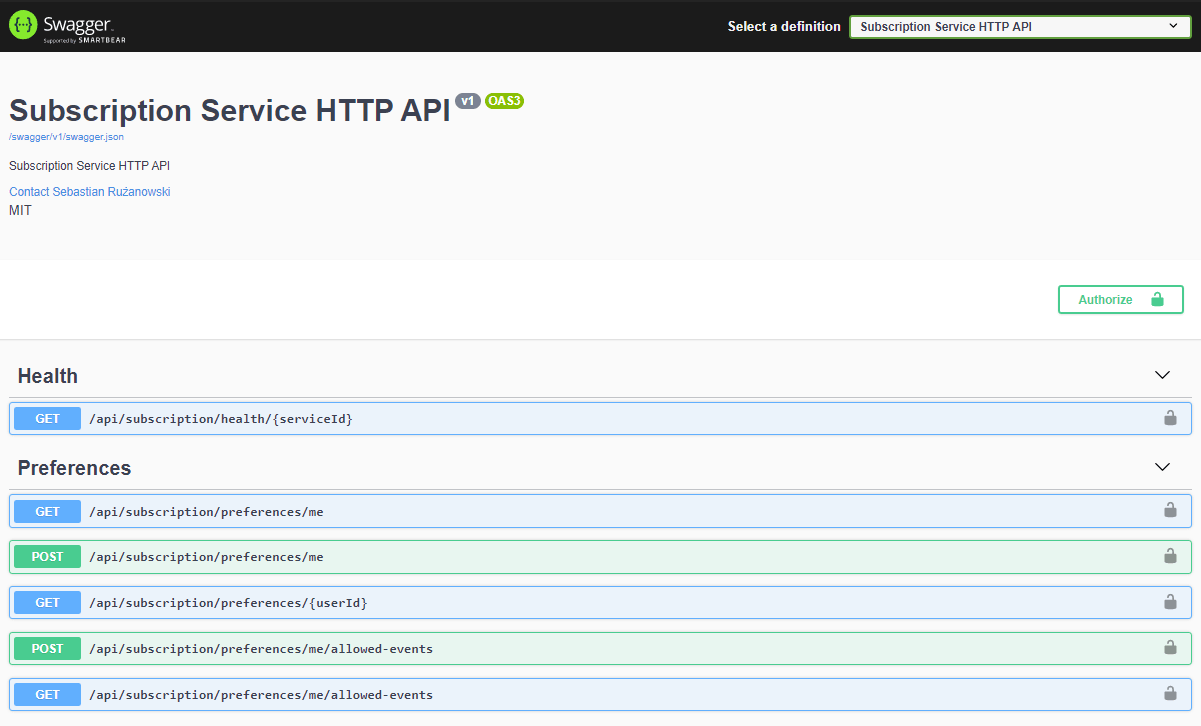 Swagger.
Supported by SMARTBEAR
Select a definition
Subscription Service HTTP API
Subscription Service HTTP API v1 OAS3
/swagger/v1/swagger.json
Subscription Service HTTP API
Contact Sebastian Rużanowski
MIT
Authorize
Health
GET /api/subscription/health/{serviceId}
Preferences
GET /api/subscription/preferences/me
POST /api/subscription/preferences/me
GET /api/subscription/preferences/{userId}
POST /api/subscription/preferences/me/allowed-events
GET /api/subscription/preferences/me/allowed-events